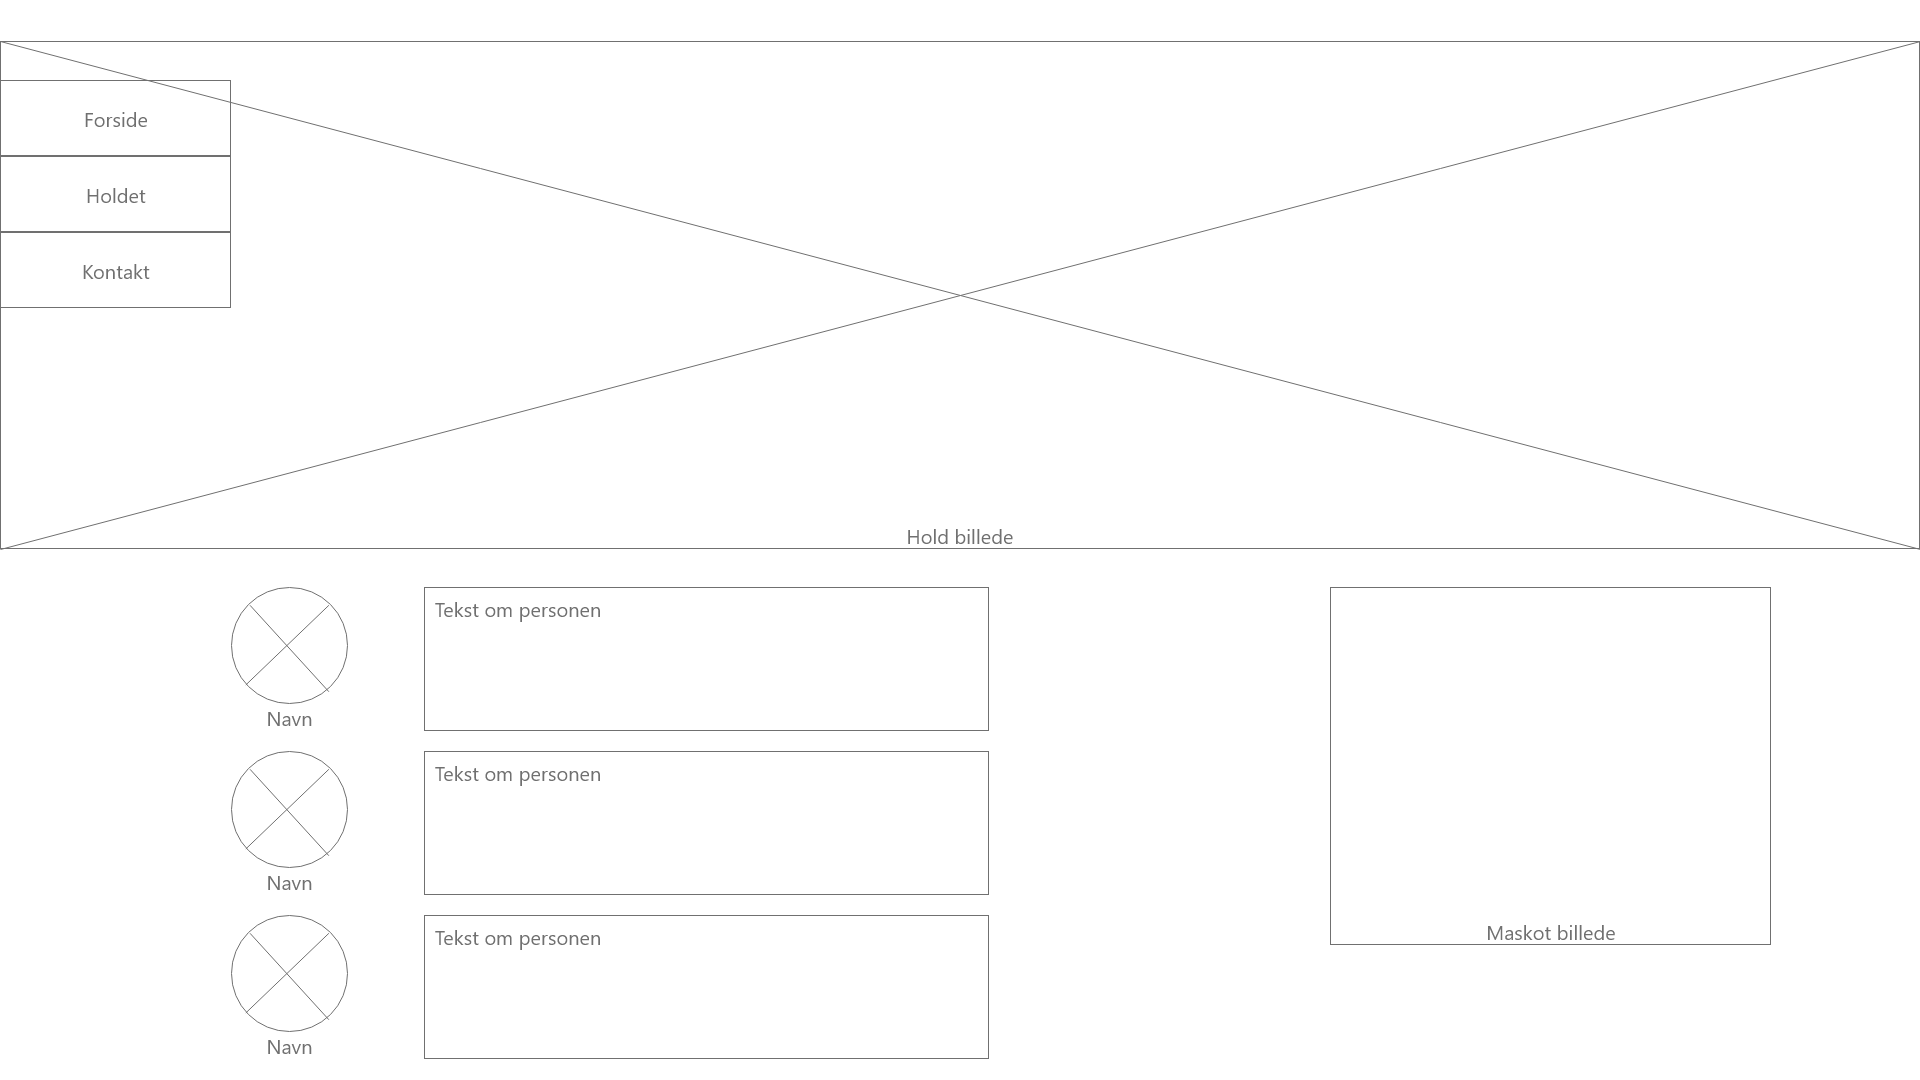 Forside
Holdet
Kontakt
Hold billede
Tekst om personen
Navn
Tekst om personen
Navn
Tekst om personen
Navn
Maskot billede